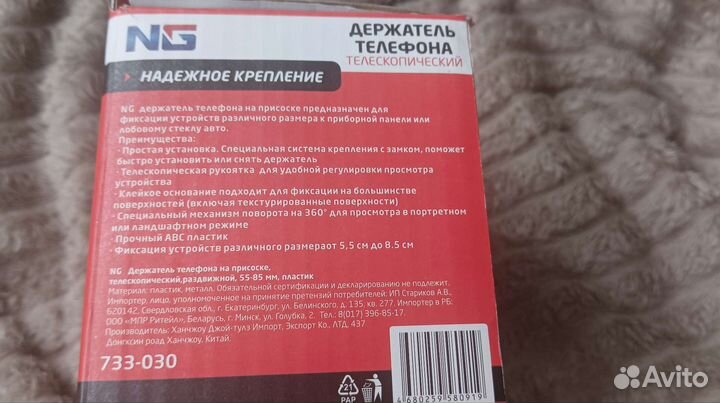 NG
ДЕРЖАТЕЛЬ
ТЕЛЕФОНА
ТЕЛЕСКОПИЧЕСКИЙ
НАДЕЖНОЕ КРЕПЛЕНИЕ
NG держатель телефона на присоске предназначен для
фиксации устройств различного размера к приборной панели или
лобовому стеклу авто.
Преимущества:
· Простая установка. Специальная система крепления с замком, поможет
быстро установить или снять держатель
· Телескопическая рукоятка для удобной регулировки просмотра
устройства
· Клейкое основание подходит для фиксации на большинстве
поверхностей (включая текстурированные поверхности)
· Специальный механизм поворота на 360° для просмотра в портретном
или ландшафтном режиме
· Прочный АВС пластик
· Фиксация устройств различного размераот 5,5 см до 8.5 см
NG Держатель телефона на присоске,
телескопический,раздвижной, 55-85 мм, пластик
Материал: пластик, металл. Обязательной сертификации и декларированию не подлежит.
Импортер, лицо, уполномоченное на принятие претензий потребителей: ИП Стариков А.В.,
620142, Свердловская обл., г. Екатеринбург, ул. Белинского, д. 135, кв. 277. Импортер в РБ:
ООО «МПР Ритейл», Беларусь, г. Минск, ул. Голубка, 2. Тел.: 8(017) 396-85-17.
Производитель: Ханчжоу Джой-тулз Импорт, Экспорт Ко., ЛТД, 437
Донгксин роад Ханчжоу, Китай.
733-030
21
PAP
4 680259 580919
Avito